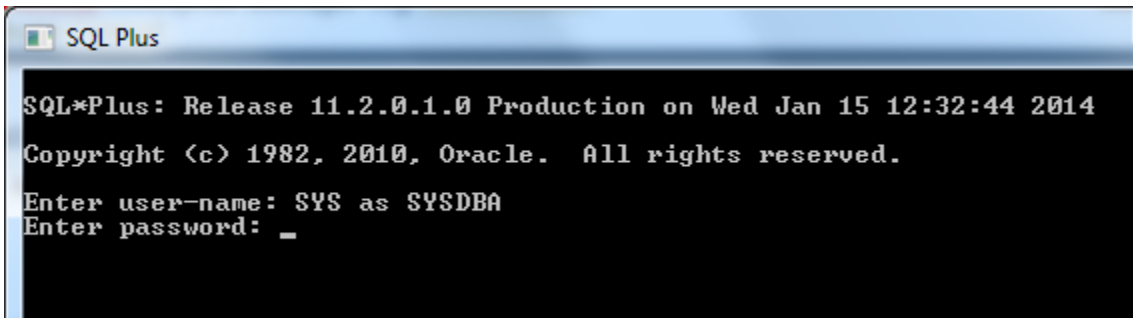 SQL Plus
SQL*Plus: Release 11.2.0.1.0 Production on Wed Jan 15 12:32:44 2014
Copyright (c) 1982, 2010, Oracle.  All rights reserved.
Enter user-name: SYS as SYSDBA
Enter password: _